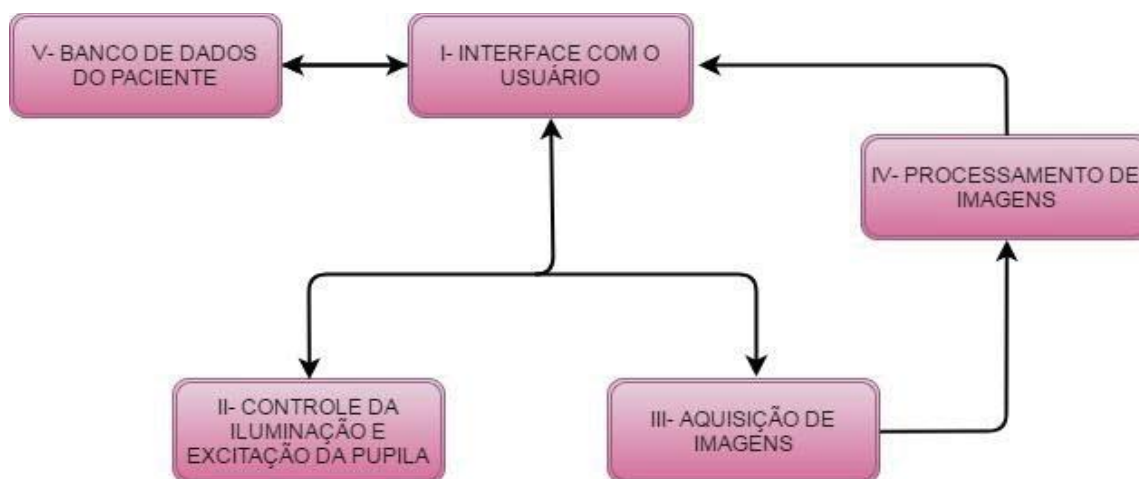 V- BANCO DE DADOS
DO PACIENTE
I- INTERFACE COM O
USUÁRIO
IV- PROCESSAMENTO DE
IMAGENS
II- CONTROLE DA
ILUMINAÇÃO E
EXCITAÇÃO DA PUPILA
III- AQUISIÇÃO DE
IMAGENS